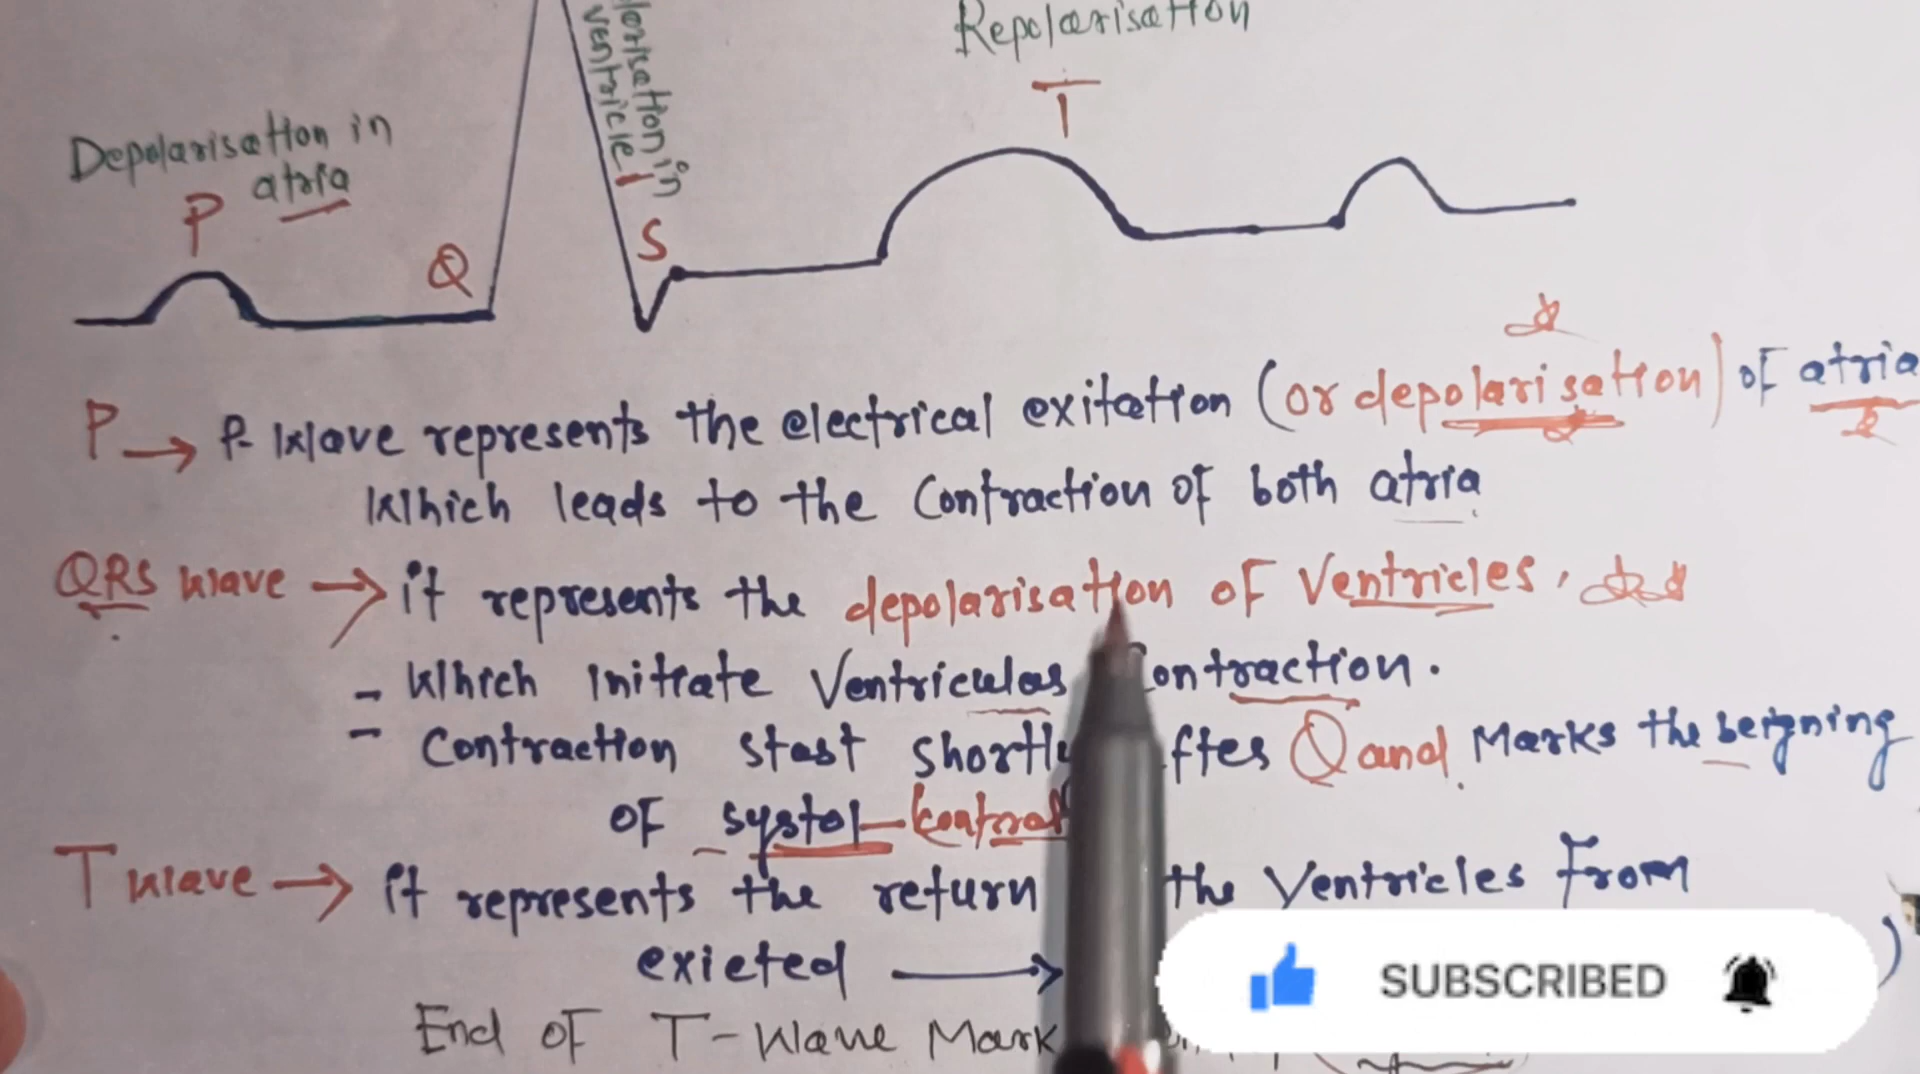 Repolarisation
T
Depolarisation in
atria
P
Q
S
ventricle
in
P → P-Wave represents the electrical exitation (or depolarisation) of atria
Which leads to the Contraction of both atria
QRS wave → it represents the depolarisation of Ventricles.
- Which initiate Ventricular ontraction.
- Contraction start shortl fter Q and Marks the beigning
of systol - contrat
T wave → it represents the return the Ventricles From
exicted →
End of T-Wave Mark
SUBSCRIBED